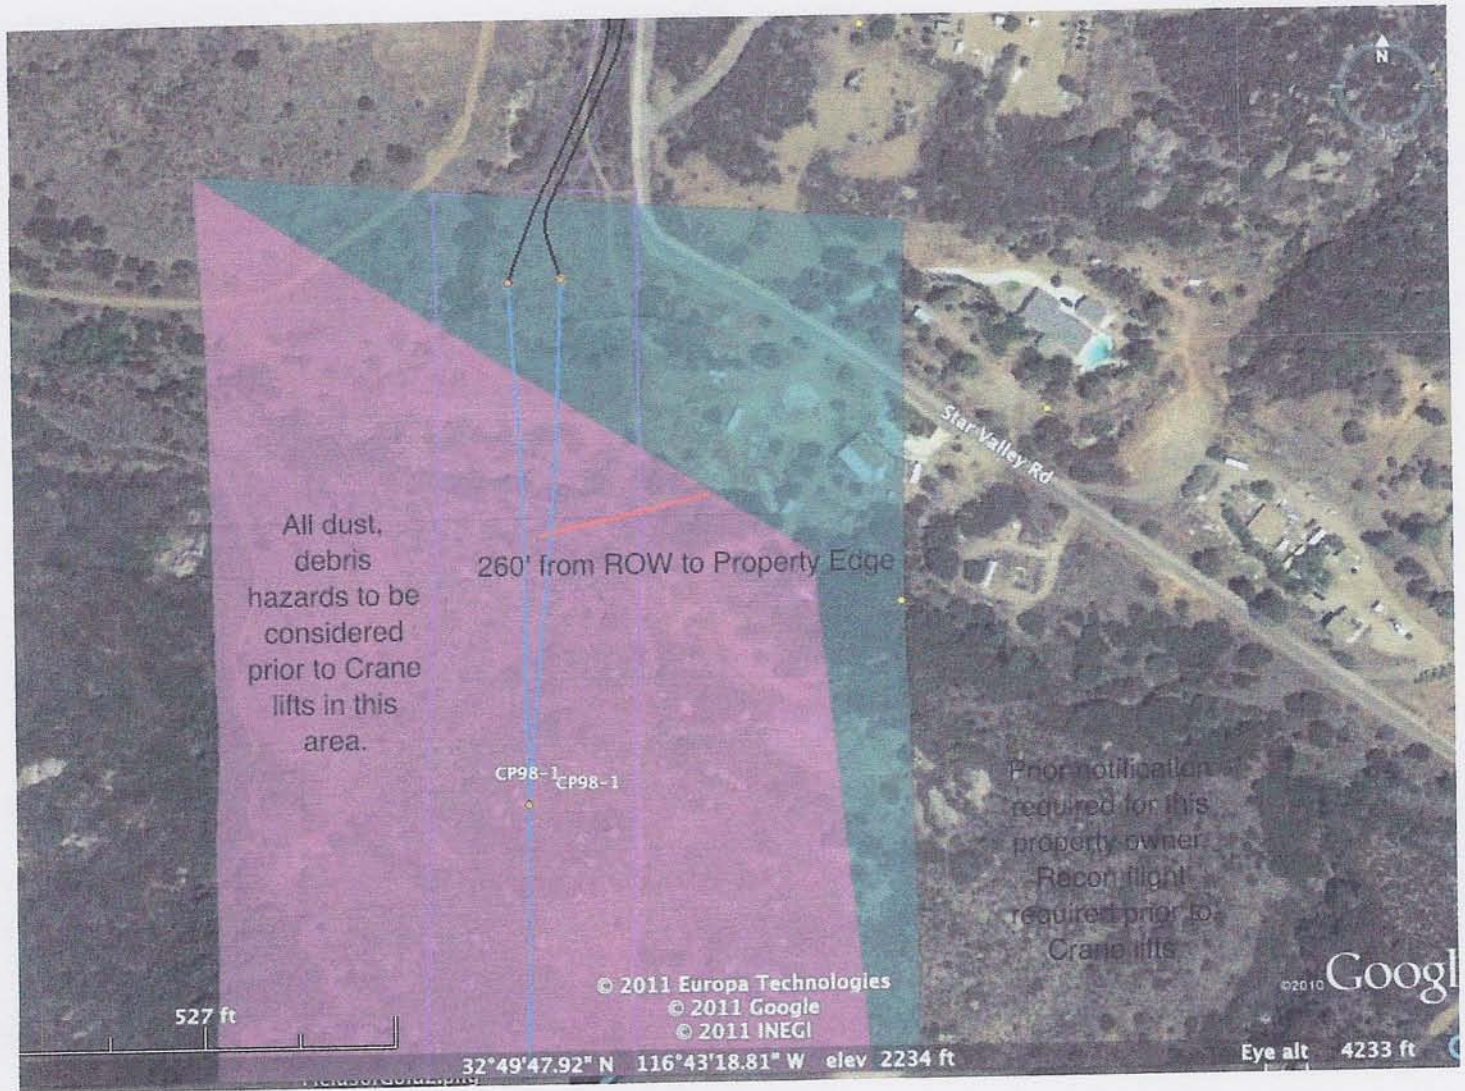 N
Star Valley Rd
All dust,
debris
hazards to be
considered
prior to Crane
lifts in this
area.
260' from ROW to Property Edge
CP98-1
CP98-1
Prior notification
required for this
property owner.
Recon flight
required prior to
Crane lifts
© 2011 Europa Technologies
© 2011 Google
© 2011 INEGI
©2010 Googl
527 ft
32°49'47.92" N 116°43'18.81" W elev 2234 ft
Eye alt 4233 ft